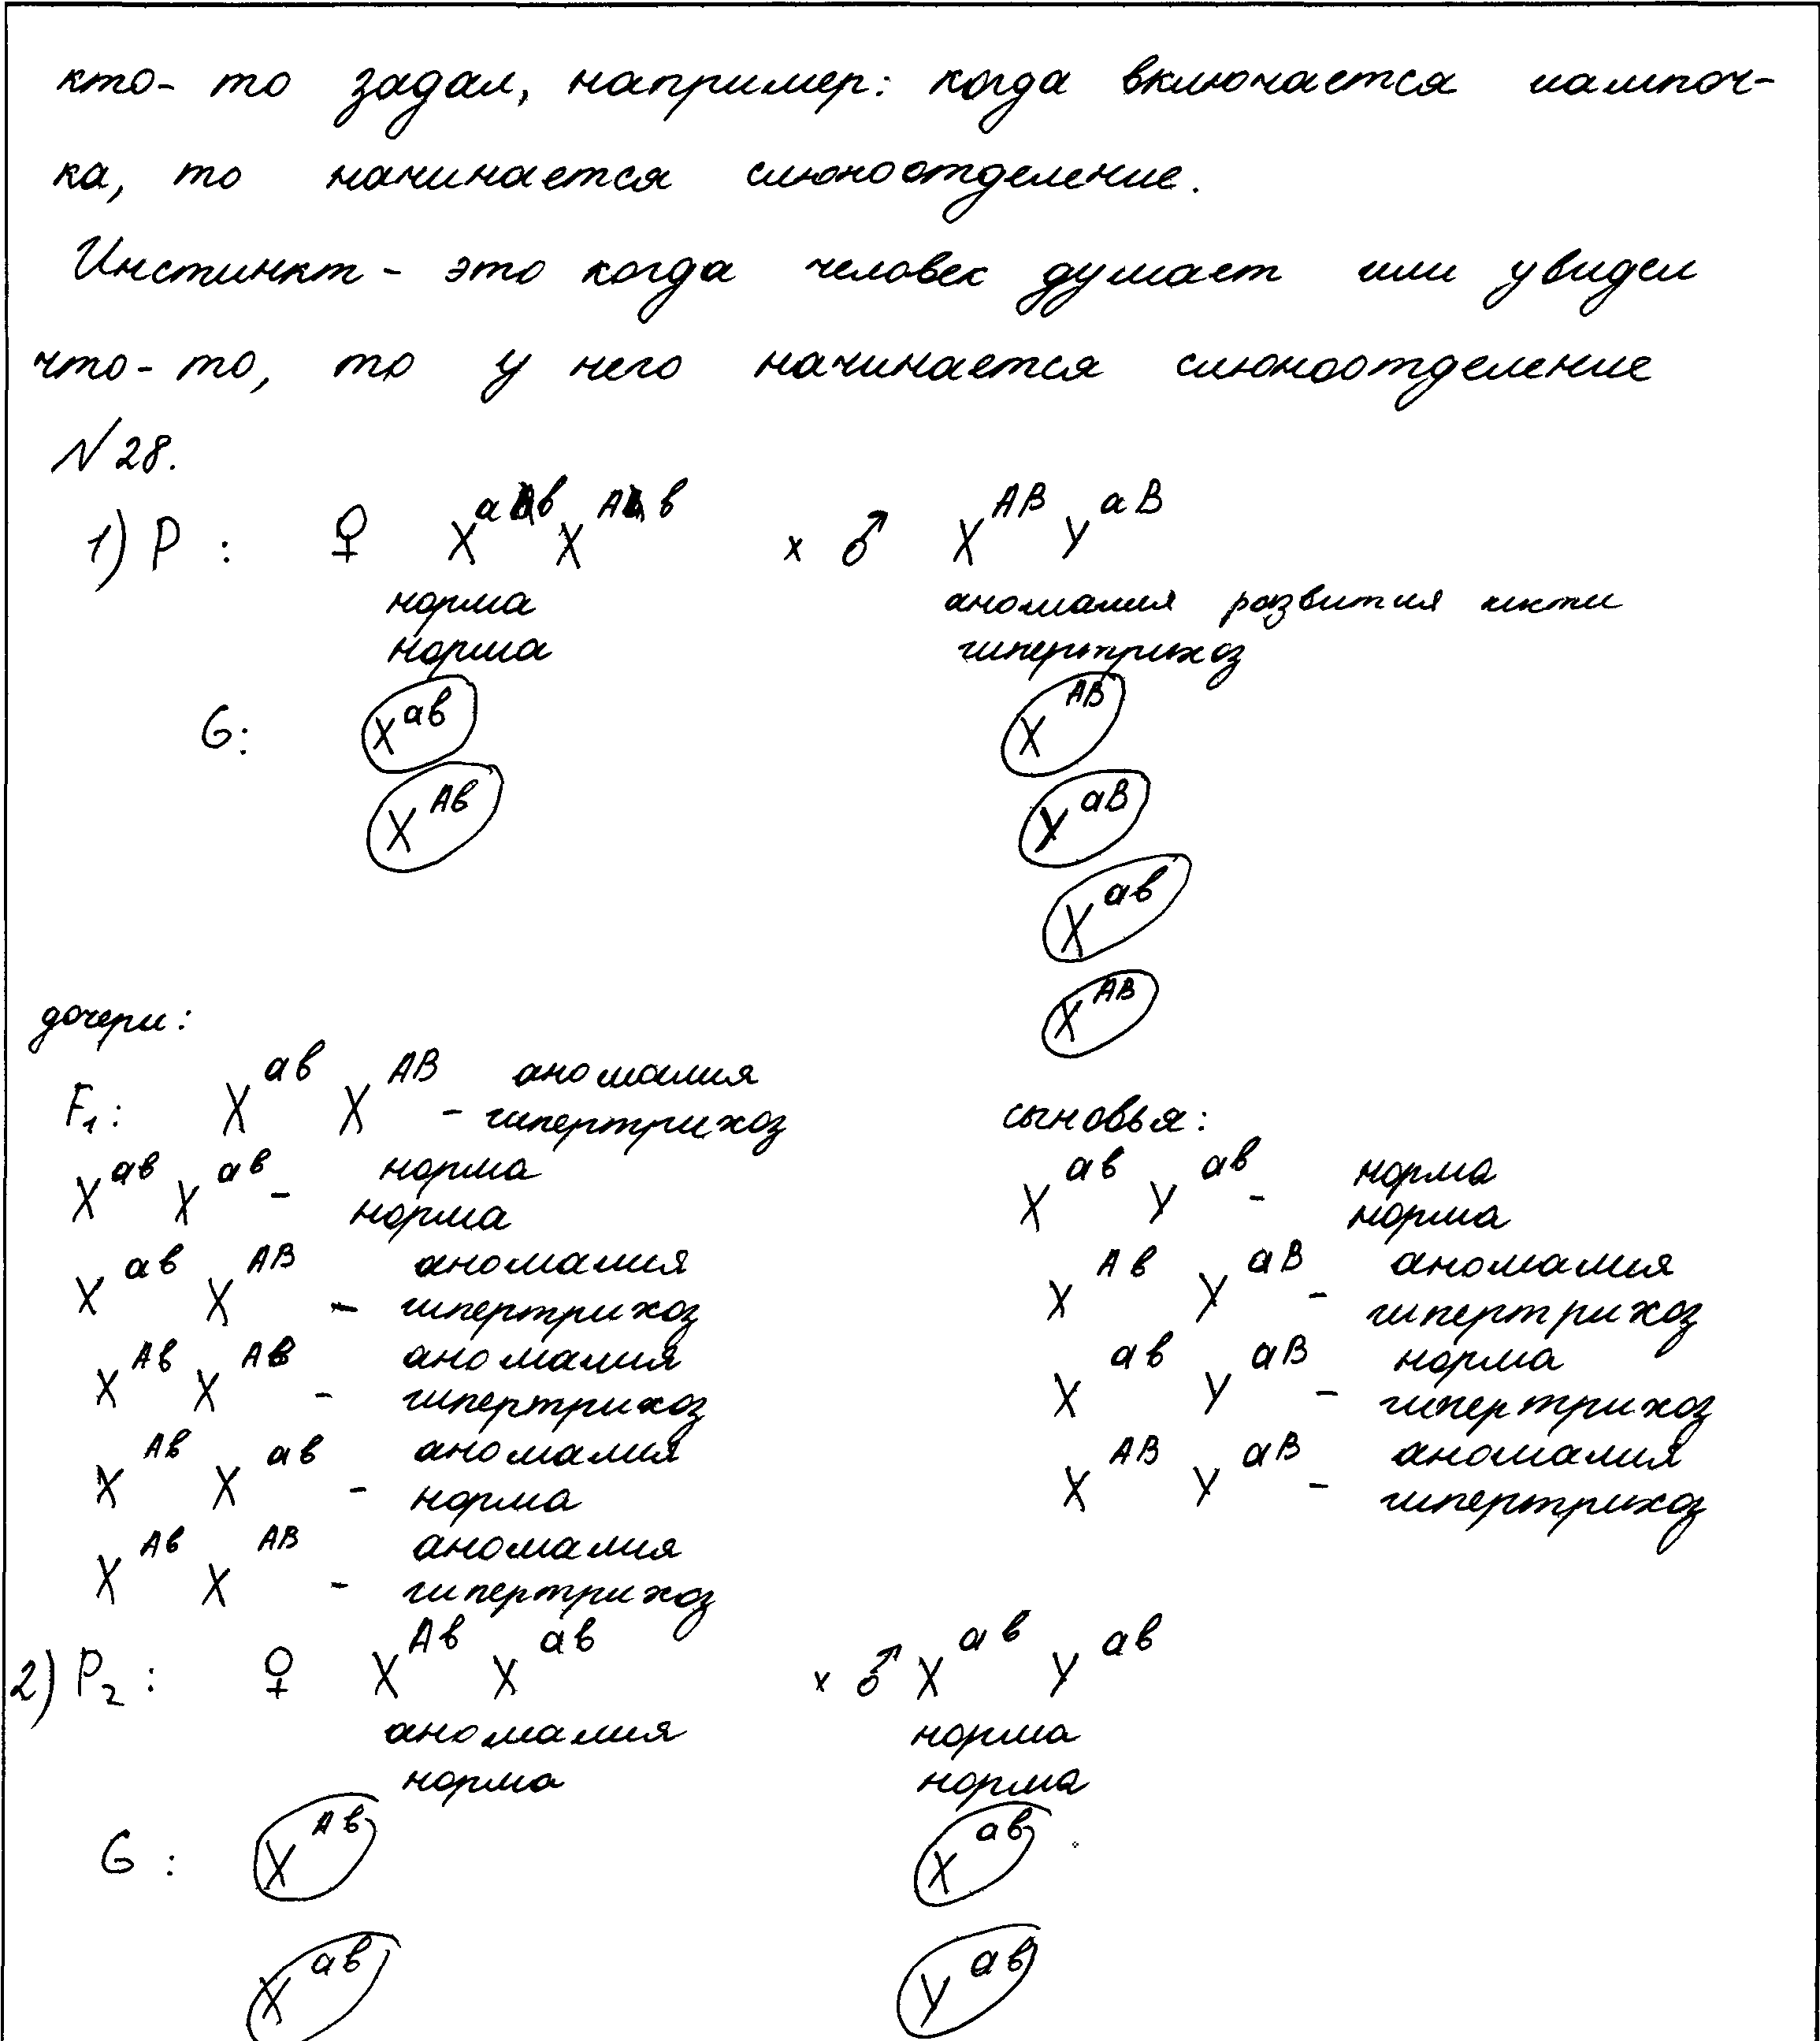 кто-то задал, например: когда включается лампоч-
ка, то начинается слюноотделение.
Инстинкт - это когда человек думает или увидел
что-то, то у него начинается слюноотделение
№28.
1) P : ♀ X^ab X^Ab x ♂ X^AB Y^aB
норма аномалия развития кисти
норма гипертрихоз
G: X^ab X^AB
X^Ab X^aB
X^ab
X^AB
дочери:
F₁: X^ab X^AB - аномалия гипертрихоз сыновья:
X^ab X^ab - норма норма X^ab Y^ab - норма норма
X^ab X^AB - аномалия гипертрихоз X^Ab Y^aB - аномалия гипертрихоз
X^Ab X^AB - аномалия гипертрихоз X^ab Y^aB - норма гипертрихоз
X^Ab X^ab - аномалия норма X^AB Y^aB - аномалия гипертрихоз
X^Ab X^AB - аномалия гипертрихоз
2) P₂ : ♀ X^Ab X^ab x ♂ X^ab Y^ab
аномалия норма
норма норма
G : X^Ab X^ab
X^ab Y^ab